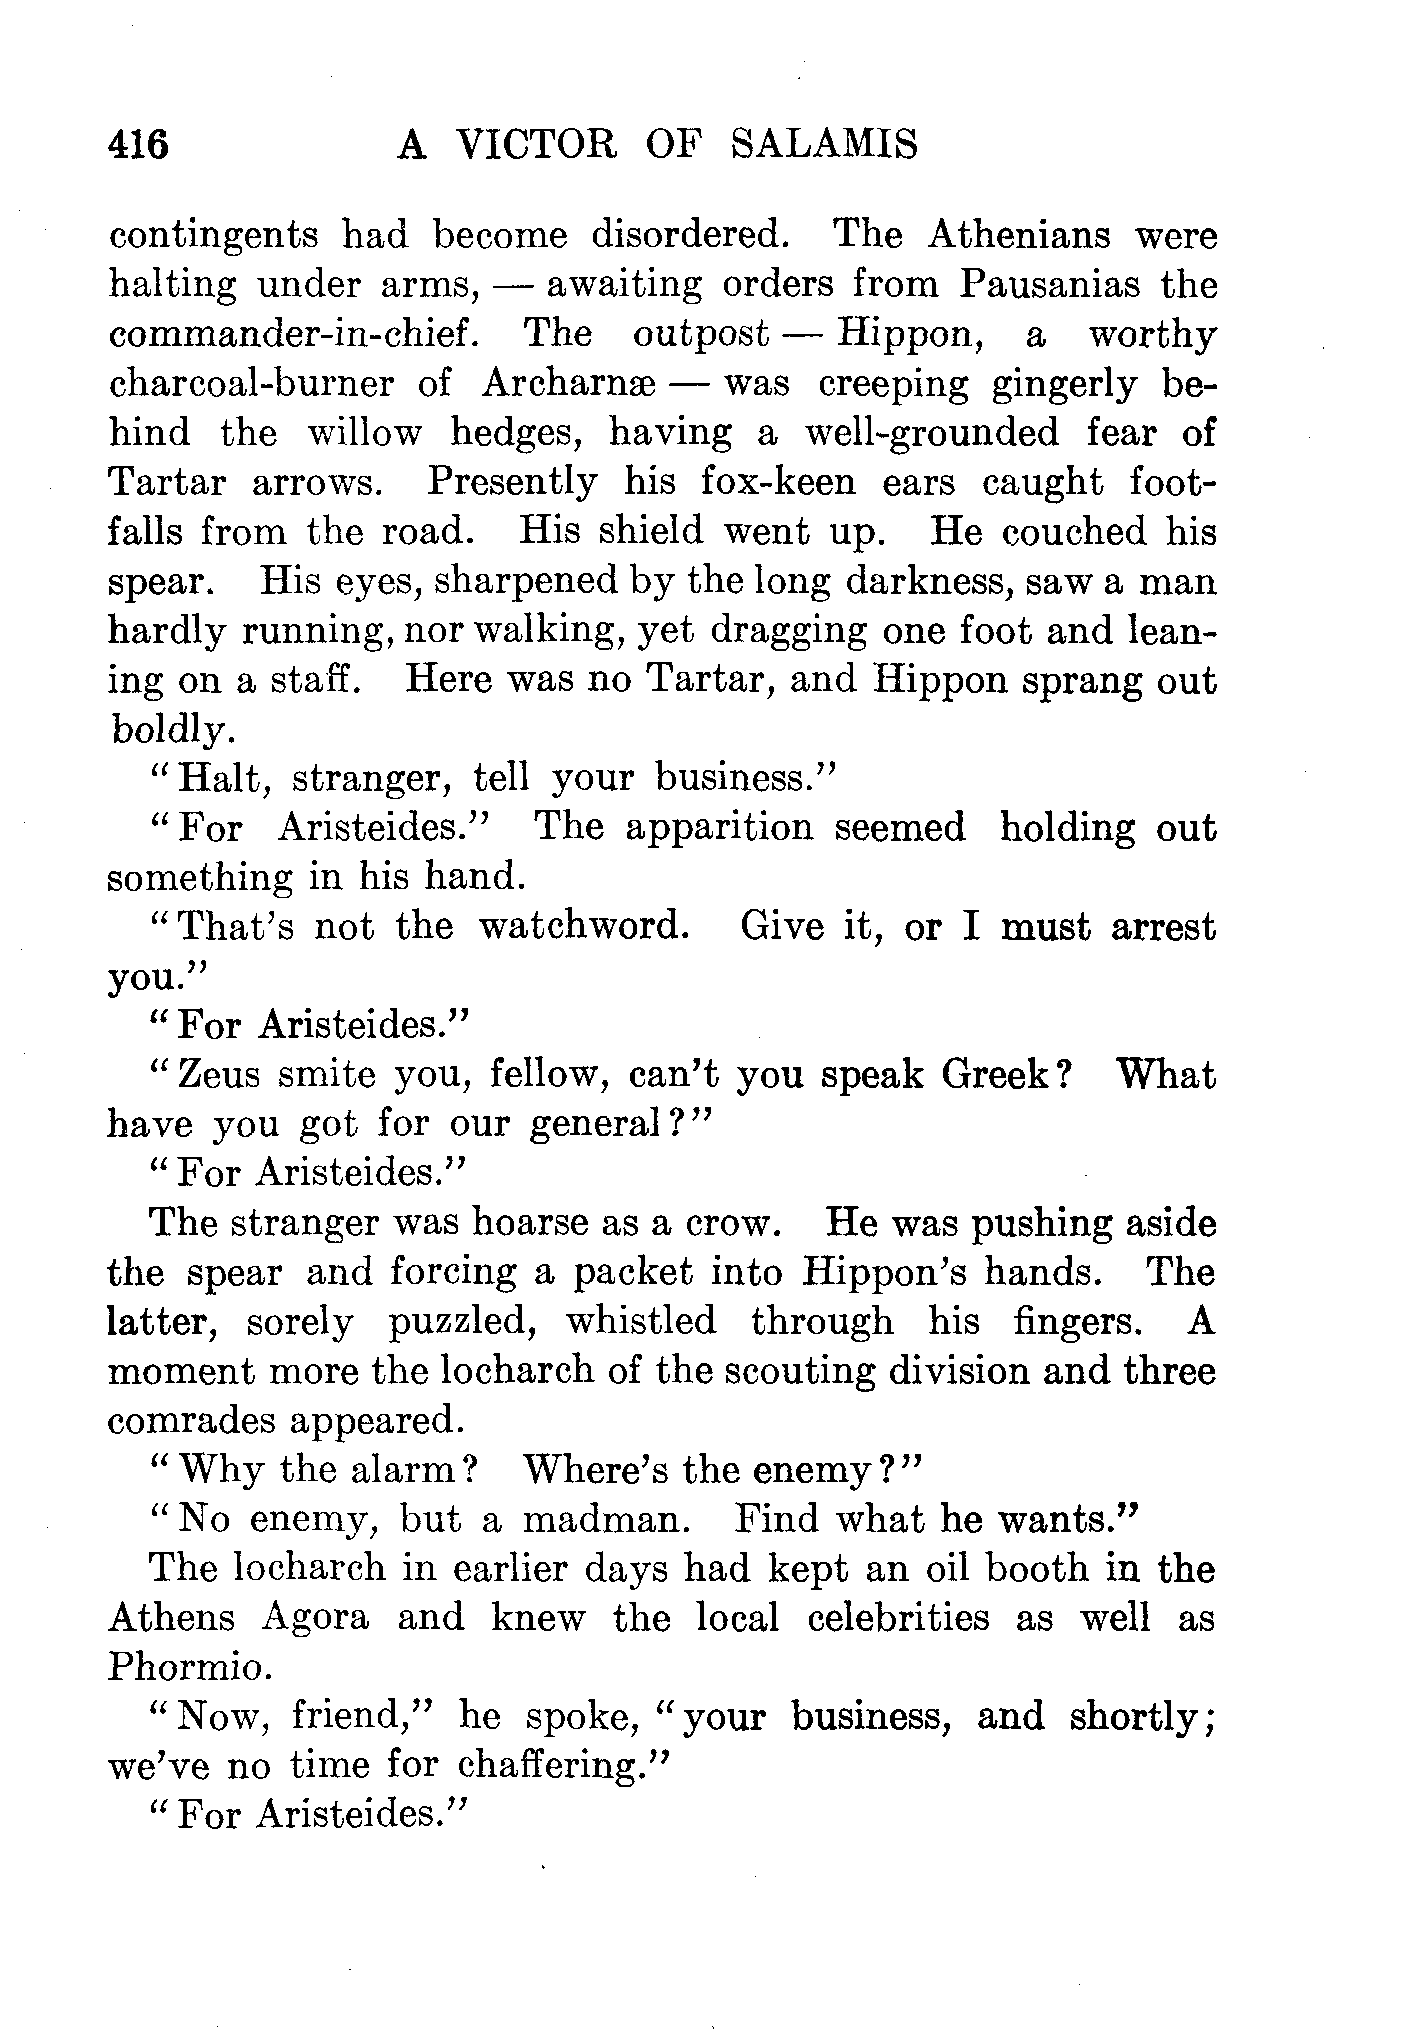 416 A VICTOR OF SALAMIS
contingents had become disordered. The Athenians were
halting under arms, — awaiting orders from Pausanias the
commander-in-chief. The outpost — Hippon, a worthy
charcoal-burner of Archarnæ — was creeping gingerly be-
hind the willow hedges, having a well-grounded fear of
Tartar arrows. Presently his fox-keen ears caught foot-
falls from the road. His shield went up. He couched his
spear. His eyes, sharpened by the long darkness, saw a man
hardly running, nor walking, yet dragging one foot and lean-
ing on a staff. Here was no Tartar, and Hippon sprang out
boldly.
“Halt, stranger, tell your business.”
“For Aristeides.” The apparition seemed holding out
something in his hand.
“That’s not the watchword. Give it, or I must arrest
you.”
“For Aristeides.”
“Zeus smite you, fellow, can’t you speak Greek? What
have you got for our general?”
“For Aristeides.”
The stranger was hoarse as a crow. He was pushing aside
the spear and forcing a packet into Hippon’s hands. The
latter, sorely puzzled, whistled through his fingers. A
moment more the locharch of the scouting division and three
comrades appeared.
“Why the alarm? Where’s the enemy?”
“No enemy, but a madman. Find what he wants.”
The locharch in earlier days had kept an oil booth in the
Athens Agora and knew the local celebrities as well as
Phormio.
“Now, friend,” he spoke, “your business, and shortly;
we’ve no time for chaffering.”
“For Aristeides.”